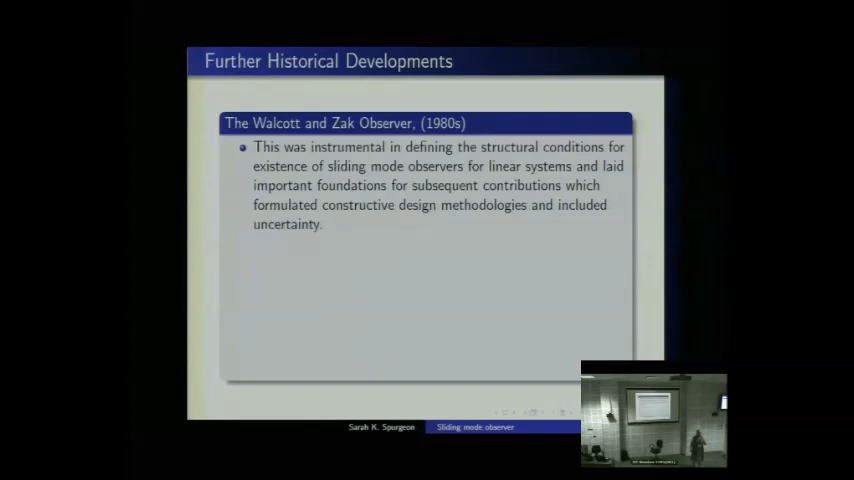 Further Historical Developments
The Walcott and Zak Observer, (1980s)
This was instrumental in defining the structural conditions for
existence of sliding mode observers for linear systems and laid
important foundations for subsequent contributions which
formulated constructive design methodologies and included
uncertainty.
Sarah K. Spurgeon
Sliding mode observer